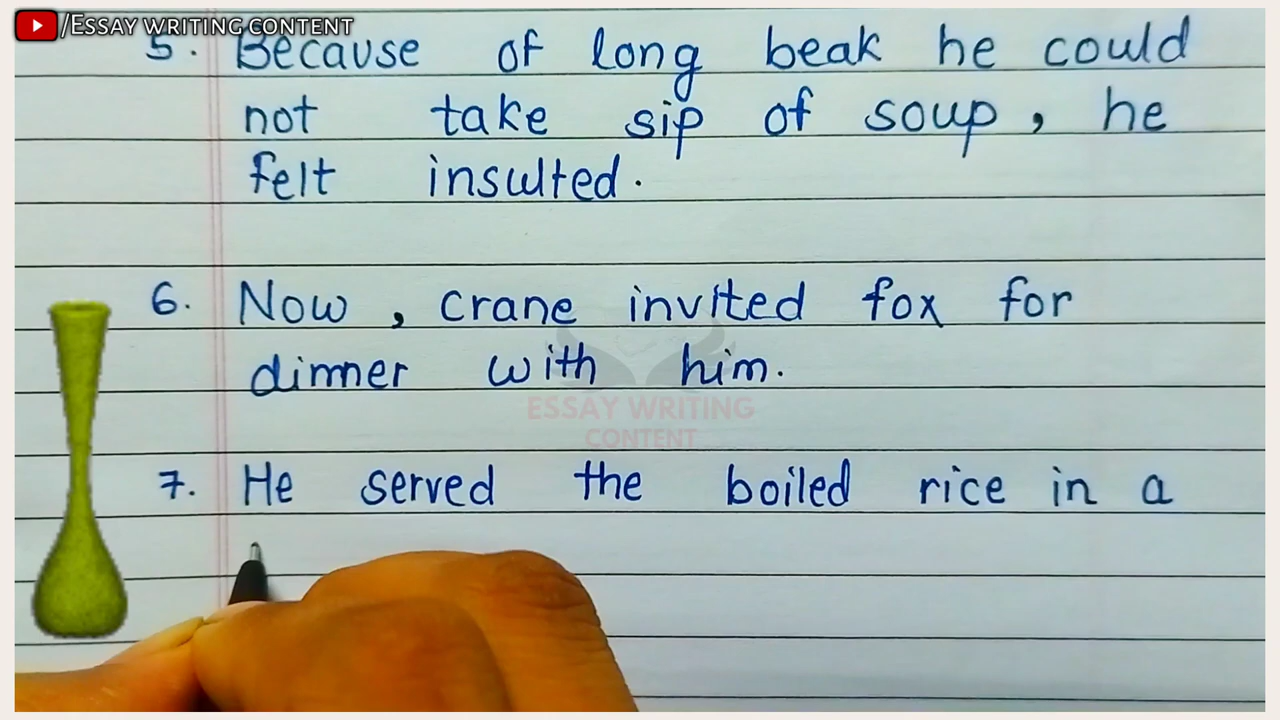 /ESSAY WRITING CONTENT
5. Because of long beak he could
not take sip of soup, he
felt insulted.
6. Now, crane invited fox for
dinner with him.
ESSAY WRITING
CONTENT
7. He served the boiled rice in a